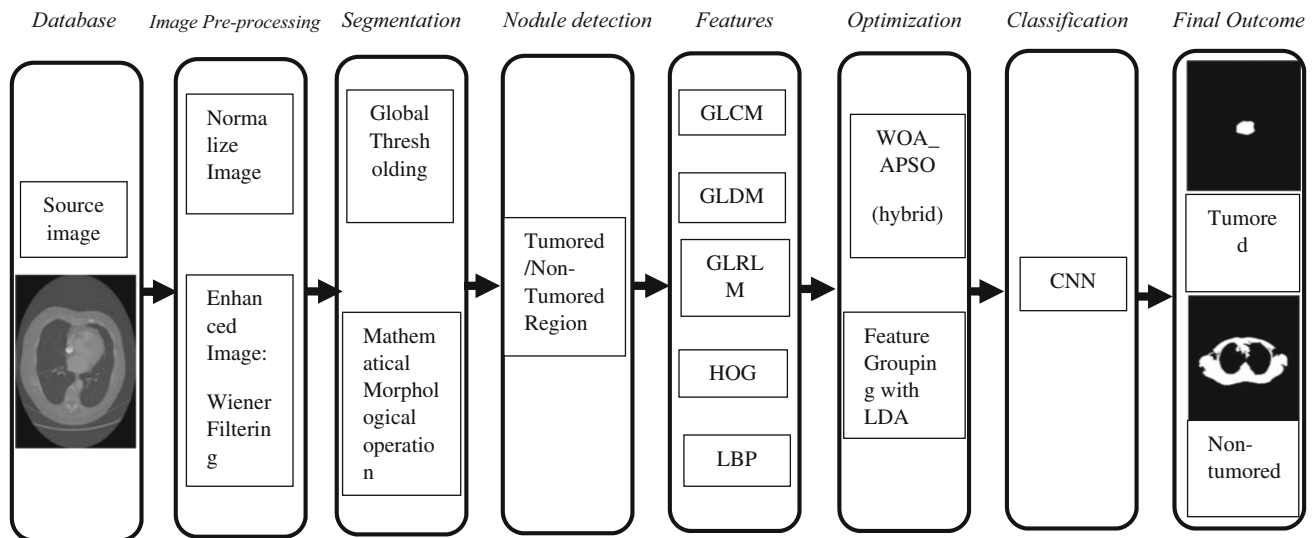 Database
Image Pre-processing
Segmentation
Nodule detection
Features
Optimization
Classification
Final Outcome
Source
image
Norma
lize
Image
Enhan
ced
Image:
Wiener
Filterin
g
Global
Thresh
olding
Mathem
atical
Morphol
ogical
operatio
n
Tumored
/Non-
Tumored
Region
GLCM
GLDM
GLRL
M
HOG
LBP
WOA_
APSO
(hybrid)
Feature
Groupin
g with
LDA
CNN
Tumore
d
Non-
tumored